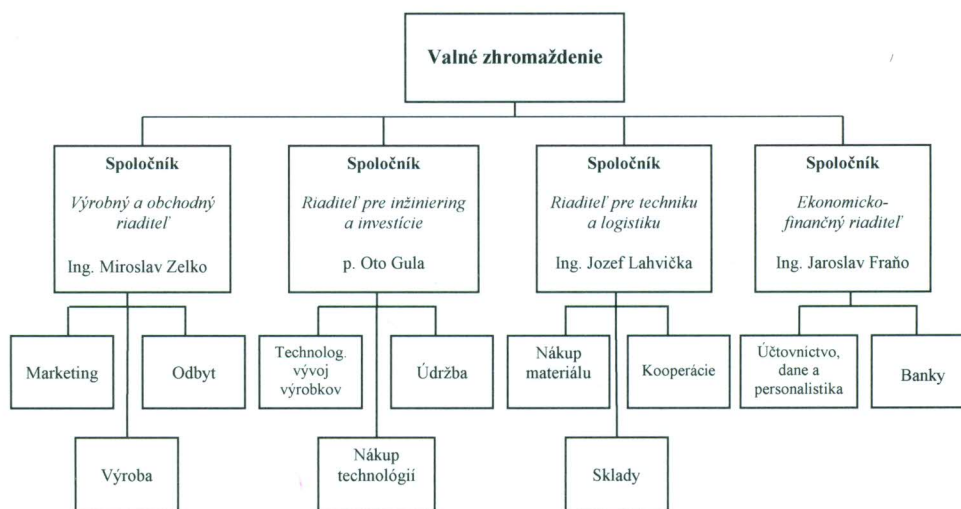 Valné zhromaždenie
Spoločník
Výrobný a obchodný
riaditeľ
Ing. Miroslav Zelko
Spoločník
Riaditeľ pre inžiniering
a investície
p. Oto Gula
Spoločník
Riaditeľ pre techniku
a logistiku
Ing. Jozef Lahvička
Spoločník
Ekonomicko-
finančný riaditeľ
Ing. Jaroslav Fraňo
Marketing
Odbyt
Technolog.
vývoj
výrobkov
Údržba
Nákup
materiálu
Kooperácie
Účtovníctvo,
dane a
personalistika
Banky
Výroba
Nákup
technológií
Sklady